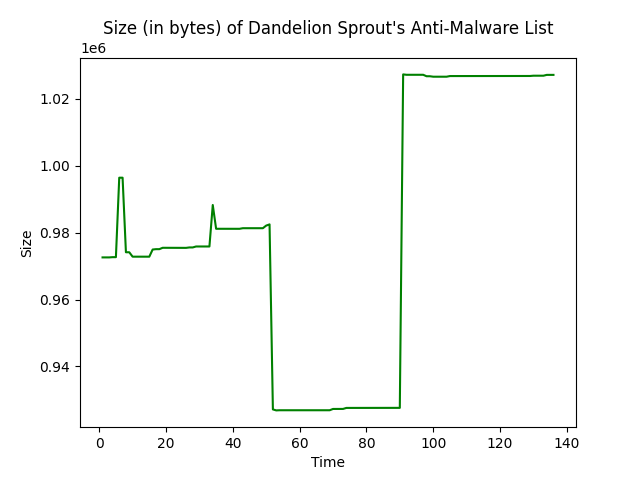 Size (in bytes) of Dandelion Sprout's Anti-Malware List
1e6
1.02
1.00
0.98
0.96
0.94
Size
0 20 40 60 80 100 120 140
Time